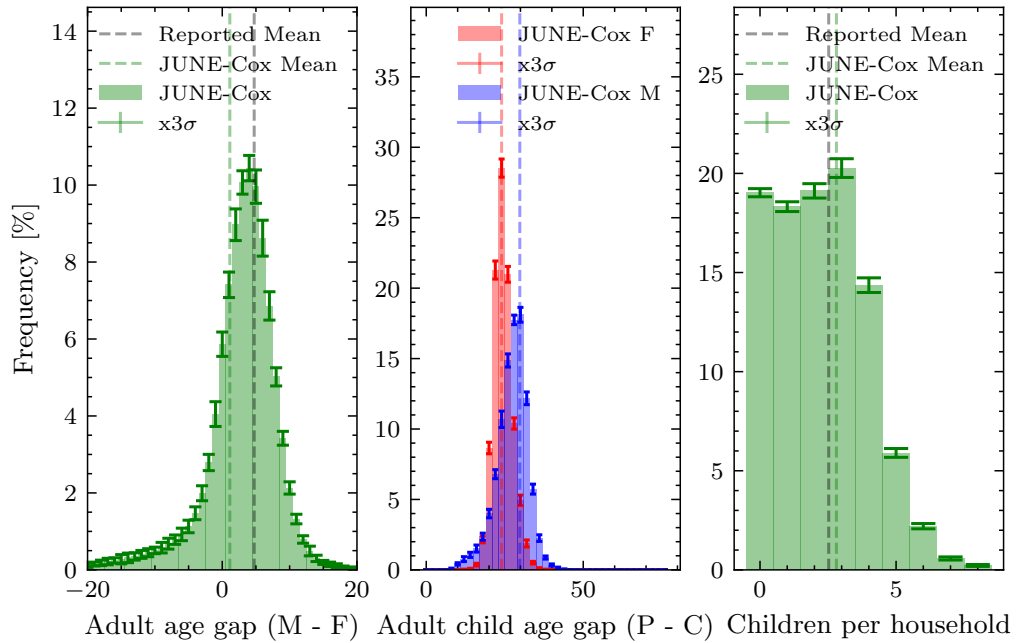 Frequency [%]
14
12
10
8
6
4
2
0
−20
0
20
Adult age gap (M - F)
Reported Mean
JUNE-Cox Mean
JUNE-Cox
x3σ
35
30
25
20
15
10
5
0
0
20
40
60
Adult child age gap (P - C)
JUNE-Cox F
x3σ
JUNE-Cox M
x3σ
25
20
15
10
5
0
0
5
Children per household
Reported Mean
JUNE-Cox Mean
JUNE-Cox
x3σ